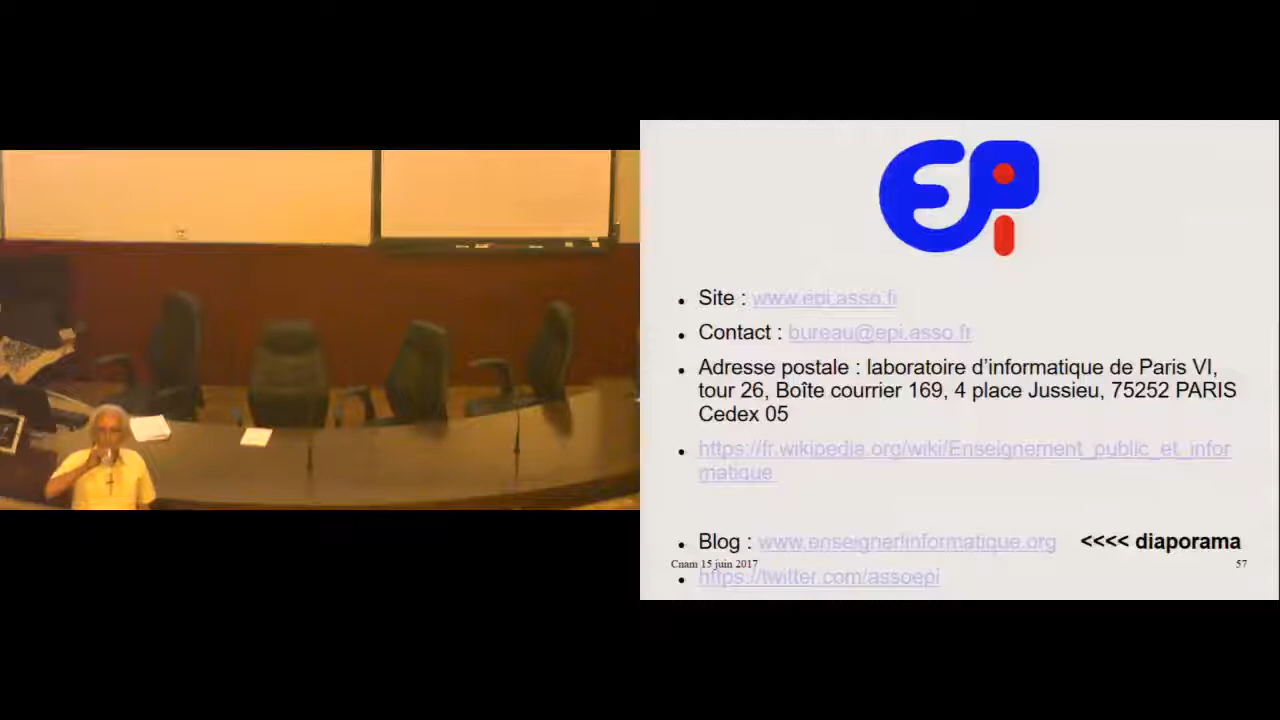 EPi
Site : www.epi.asso.fr
Contact : bureau@epi.asso.fr
Adresse postale : laboratoire d'informatique de Paris VI,
tour 26, Boîte courrier 169, 4 place Jussieu, 75252 PARIS
Cedex 05
https://fr.wikipedia.org/wiki/Enseignement_public_et_infor
matique
Blog : www.enseignerlinformatique.org <<<< diaporama
Cnam 15 juin 2017 57
https://twitter.com/assoepi